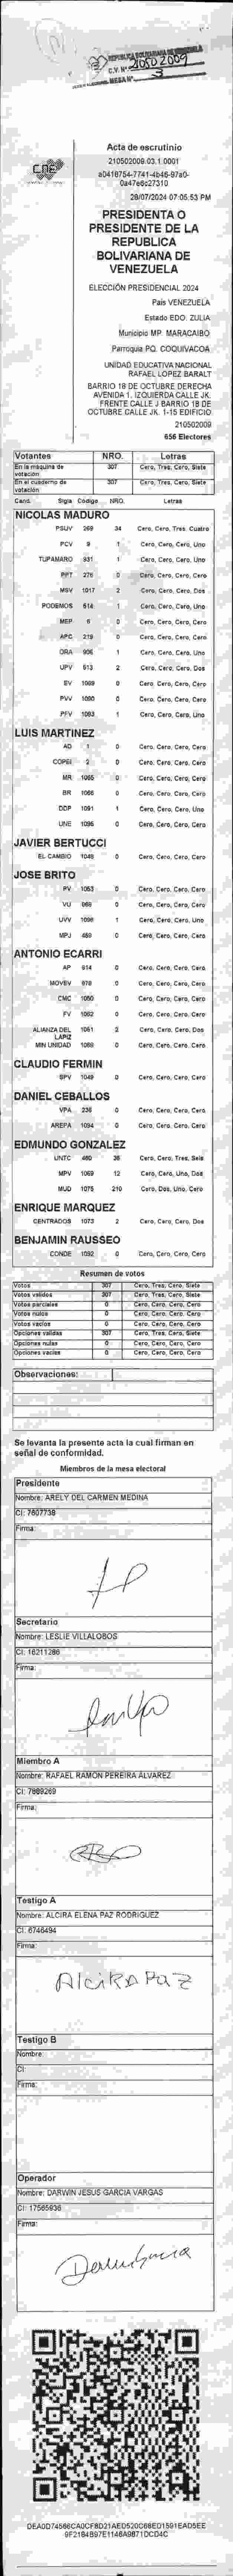 REPUBLICA BOLIVARIANA DE VENEZUELA
C.V. Nº 210502009
MESA Nº 3
CNE
Acta de escrutinio
210502009.03.1.0001
28/07/2024 07:05:53 PM
PRESIDENTA O
PRESIDENTE DE LA
REPUBLICA
BOLIVARIANA DE
VENEZUELA
ELECCIÓN PRESIDENCIAL 2024
País VENEZUELA
Estado EDO. ZULIA
Municipio MP. MARACAIBO
Parroquia PQ. COQUIVACOA
UNIDAD EDUCATIVA NACIONAL
RAFAEL LOPEZ BARALT
BARRIO 18 DE OCTUBRE DERECHA
AVENIDA 1. IZQUIERDA CALLE JK.
FRENTE CALLE J BARRIO 18 DE
OCTUBRE CALLE JK. 1-15 EDIFICIO
210502009
656 Electores
Votantes NRO. Letras
En la máquina de votación 307 Cero, Tres, Cero, Siete
En el cuaderno de votación 307 Cero, Tres, Cero, Siete
Cand. Sigla Código NRO. Letras
NICOLAS MADURO
PSUV 269 34 Cero, Cero, Tres, Cuatro
PCV 9 1 Cero, Cero, Cero, Uno
TUPAMARO 931 1 Cero, Cero, Cero, Uno
PPT 276 0 Cero, Cero, Cero, Cero
MSV 1017 2 Cero, Cero, Cero, Dos
PODEMOS 614 1 Cero, Cero, Cero, Uno
MEP 6 0 Cero, Cero, Cero, Cero
APC 219 0 Cero, Cero, Cero, Cero
ORA 906 1 Cero, Cero, Cero, Uno
UPV 613 2 Cero, Cero, Cero, Dos
EV 1089 0 Cero, Cero, Cero, Cero
PVV 1090 0 Cero, Cero, Cero, Cero
PFV 1093 1 Cero, Cero, Cero, Uno
LUIS MARTINEZ
AD 1 0 Cero, Cero, Cero, Cero
COPEI 2 0 Cero, Cero, Cero, Cero
MR 1065 0 Cero, Cero, Cero, Cero
BR 1066 0 Cero, Cero, Cero, Cero
DDP 1091 1 Cero, Cero, Cero, Uno
UNE 1096 0 Cero, Cero, Cero, Cero
JAVIER BERTUCCI
EL CAMBIO 1048 0 Cero, Cero, Cero, Cero
JOSE BRITO
PV 1053 0 Cero, Cero, Cero, Cero
VU 968 0 Cero, Cero, Cero, Cero
UVV 1098 1 Cero, Cero, Cero, Uno
MPJ 459 0 Cero, Cero, Cero, Cero
ANTONIO ECARRI
AP 914 0 Cero, Cero, Cero, Cero
MOVEV 978 0 Cero, Cero, Cero, Cero
CMC 1050 0 Cero, Cero, Cero, Cero
FV 1062 0 Cero, Cero, Cero, Cero
ALIANZA DEL LAPIZ 1051 2 Cero, Cero, Cero, Dos
MIN UNIDAD 1088 0 Cero, Cero, Cero, Cero
CLAUDIO FERMIN
SPV 1049 0 Cero, Cero, Cero, Cero
DANIEL CEBALLOS
VPA 236 0 Cero, Cero, Cero, Cero
AREPA 1094 0 Cero, Cero, Cero, Cero
EDMUNDO GONZALEZ
UNTC 480 36 Cero, Cero, Tres, Seis
MPV 1069 12 Cero, Cero, Uno, Dos
MUD 1075 210 Cero, Dos, Uno, Cero
ENRIQUE MARQUEZ
CENTRADOS 1073 2 Cero, Cero, Cero, Dos
BENJAMIN RAUSSEO
CONDE 1092 0 Cero, Cero, Cero, Cero
Resumen de votos
Votos 307 Cero, Tres, Cero, Siete
Votos válidos 307 Cero, Tres, Cero, Siete
Votos parciales 0 Cero, Cero, Cero, Cero
Votos nulos 0 Cero, Cero, Cero, Cero
Votos vacíos 0 Cero, Cero, Cero, Cero
Opciones válidas 307 Cero, Tres, Cero, Siete
Opciones nulas 0 Cero, Cero, Cero, Cero
Opciones vacías 0 Cero, Cero, Cero, Cero
Observaciones:
Se levanta la presente acta la cual firman en
señal de conformidad.
Miembros de la mesa electoral
Presidente
Nombre: ARELY DEL CARMEN MEDINA
CI: 7607738
Firma:
Secretario
Nombre: LESLIE VILLALOBOS
CI: 16211286
Firma:
Miembro A
Nombre: RAFAEL RAMON PEREIRA ALVAREZ
CI: 7889269
Firma:
Testigo A
Nombre: ALCIRA ELENA PAZ RODRIGUEZ
CI: 6746494
Firma:
Alcira Paz
Testigo B
Nombre:
CI:
Firma:
Operador
Nombre: DARWIN JESUS GARCIA VARGAS
CI: 17565936
Firma: